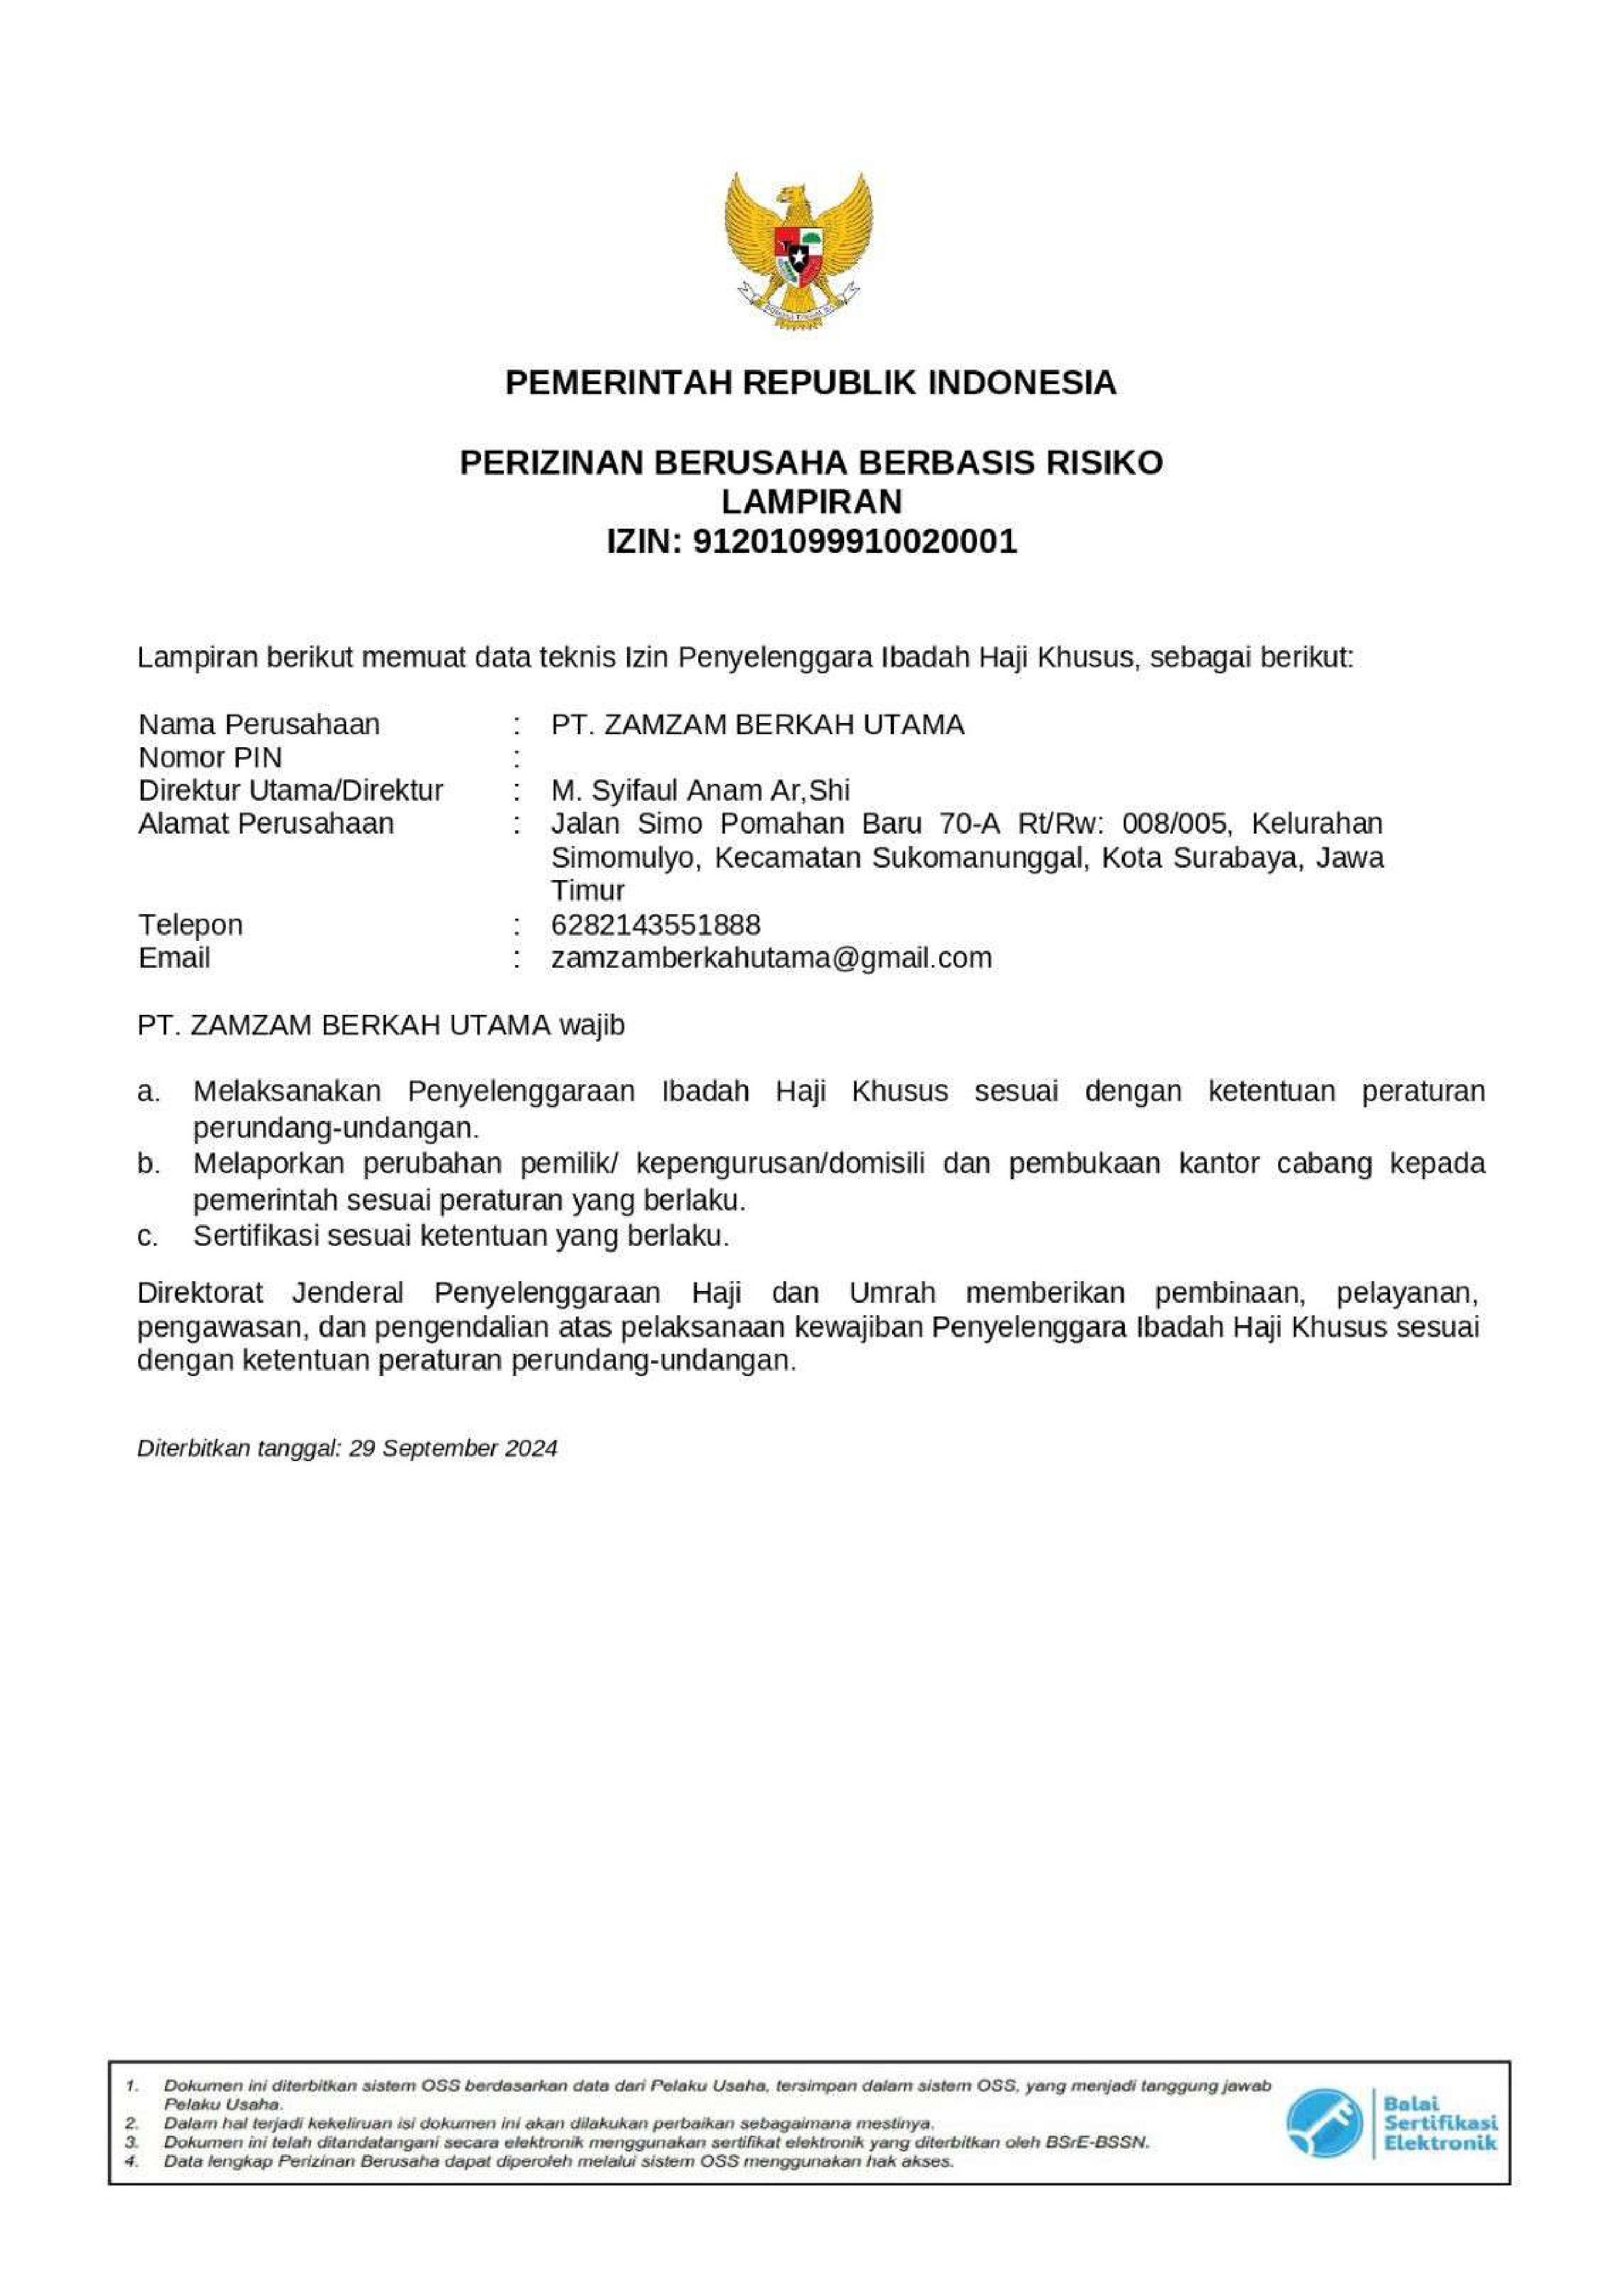 PEMERINTAH REPUBLIK INDONESIA
PERIZINAN BERUSAHA BERBASIS RISIKO
LAMPIRAN
IZIN: 91201099910020001
Lampiran berikut memuat data teknis Izin Penyelenggara Ibadah Haji Khusus, sebagai berikut:
Nama Perusahaan : PT. ZAMZAM BERKAH UTAMA
Nomor PIN :
Direktur Utama/Direktur : M. Syifaul Anam Ar,Shi
Alamat Perusahaan : Jalan Simo Pomahan Baru 70-A Rt/Rw: 008/005, Kelurahan
Simomulyo, Kecamatan Sukomanunggal, Kota Surabaya, Jawa
Timur
Telepon : 6282143551888
Email : zamzamberkahutama@gmail.com
PT. ZAMZAM BERKAH UTAMA wajib
a. Melaksanakan Penyelenggaraan Ibadah Haji Khusus sesuai dengan ketentuan peraturan
perundang-undangan.
b. Melaporkan perubahan pemilik/ kepengurusan/domisili dan pembukaan kantor cabang kepada
pemerintah sesuai peraturan yang berlaku.
c. Sertifikasi sesuai ketentuan yang berlaku.
Direktorat Jenderal Penyelenggaraan Haji dan Umrah memberikan pembinaan, pelayanan,
pengawasan, dan pengendalian atas pelaksanaan kewajiban Penyelenggara Ibadah Haji Khusus sesuai
dengan ketentuan peraturan perundang-undangan.
Diterbitkan tanggal: 29 September 2024
1. Dokumen ini diterbitkan sistem OSS berdasarkan data dari Pelaku Usaha, tersimpan dalam sistem OSS, yang menjadi tanggung jawab
Pelaku Usaha.
2. Dalam hal terjadi kekeliruan isi dokumen ini akan dilakukan perbaikan sebagaimana mestinya.
3. Dokumen ini telah ditandatangani secara elektronik menggunakan sertifikat elektronik yang diterbitkan oleh BSrE-BSSN.
4. Data lengkap Perizinan Berusaha dapat diperoleh melalui sistem OSS menggunakan hak akses.
Balai
Sertifikasi
Elektronik